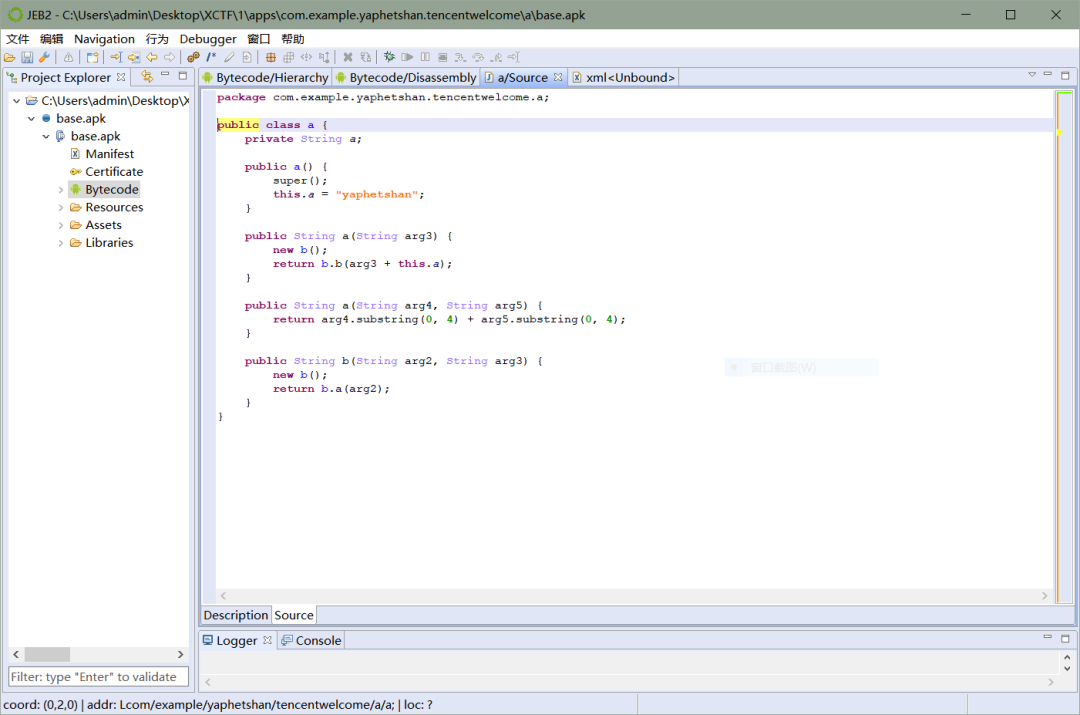 JEB2 - C:\Users\admin\Desktop\XCTF\1\apps\com.example.yaphetshan.tencentwelcome\a\base.apk
文件 编辑 Navigation 行为 Debugger 窗口 帮助
Project Explorer
Bytecode/Hierarchy Bytecode/Disassembly a/Source xml<Unbound>
C:\Users\admin\Desktop\X
base.apk
base.apk
Manifest
Certificate
Bytecode
Resources
Assets
Libraries
package com.example.yaphetshan.tencentwelcome.a;
public class a {
private String a;
public a() {
super();
this.a = "yaphetshan";
}
public String a(String arg3) {
new b();
return b.b(arg3 + this.a);
}
public String a(String arg4, String arg5) {
return arg4.substring(0, 4) + arg5.substring(0, 4);
}
public String b(String arg2, String arg3) {
new b();
return b.a(arg2);
}
}
窗口截图(W)
Description Source
Logger Console
Filter: type "Enter" to validate
coord: (0,2,0) | addr: Lcom/example/yaphetshan/tencentwelcome/a/a; | loc: ?